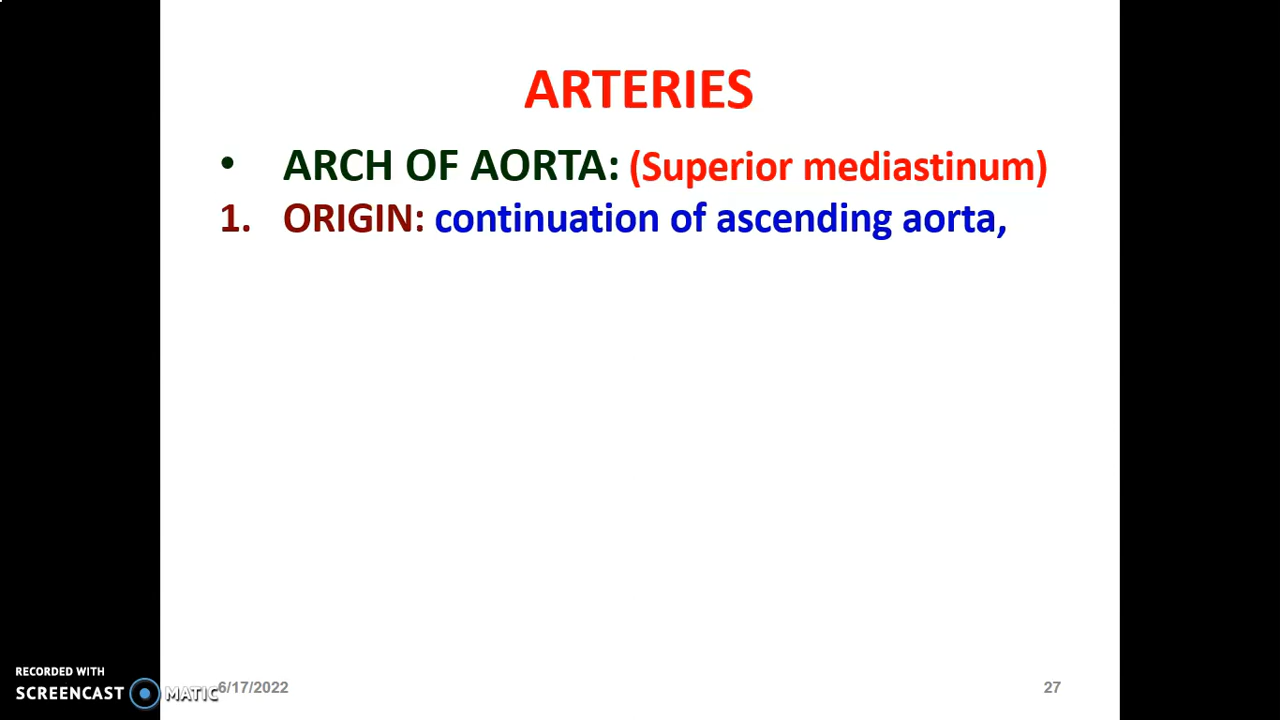 ARTERIES
• ARCH OF AORTA: (Superior mediastinum)
1. ORIGIN: continuation of ascending aorta,
RECORDED WITH
SCREENCAST MATIC
6/17/2022
27